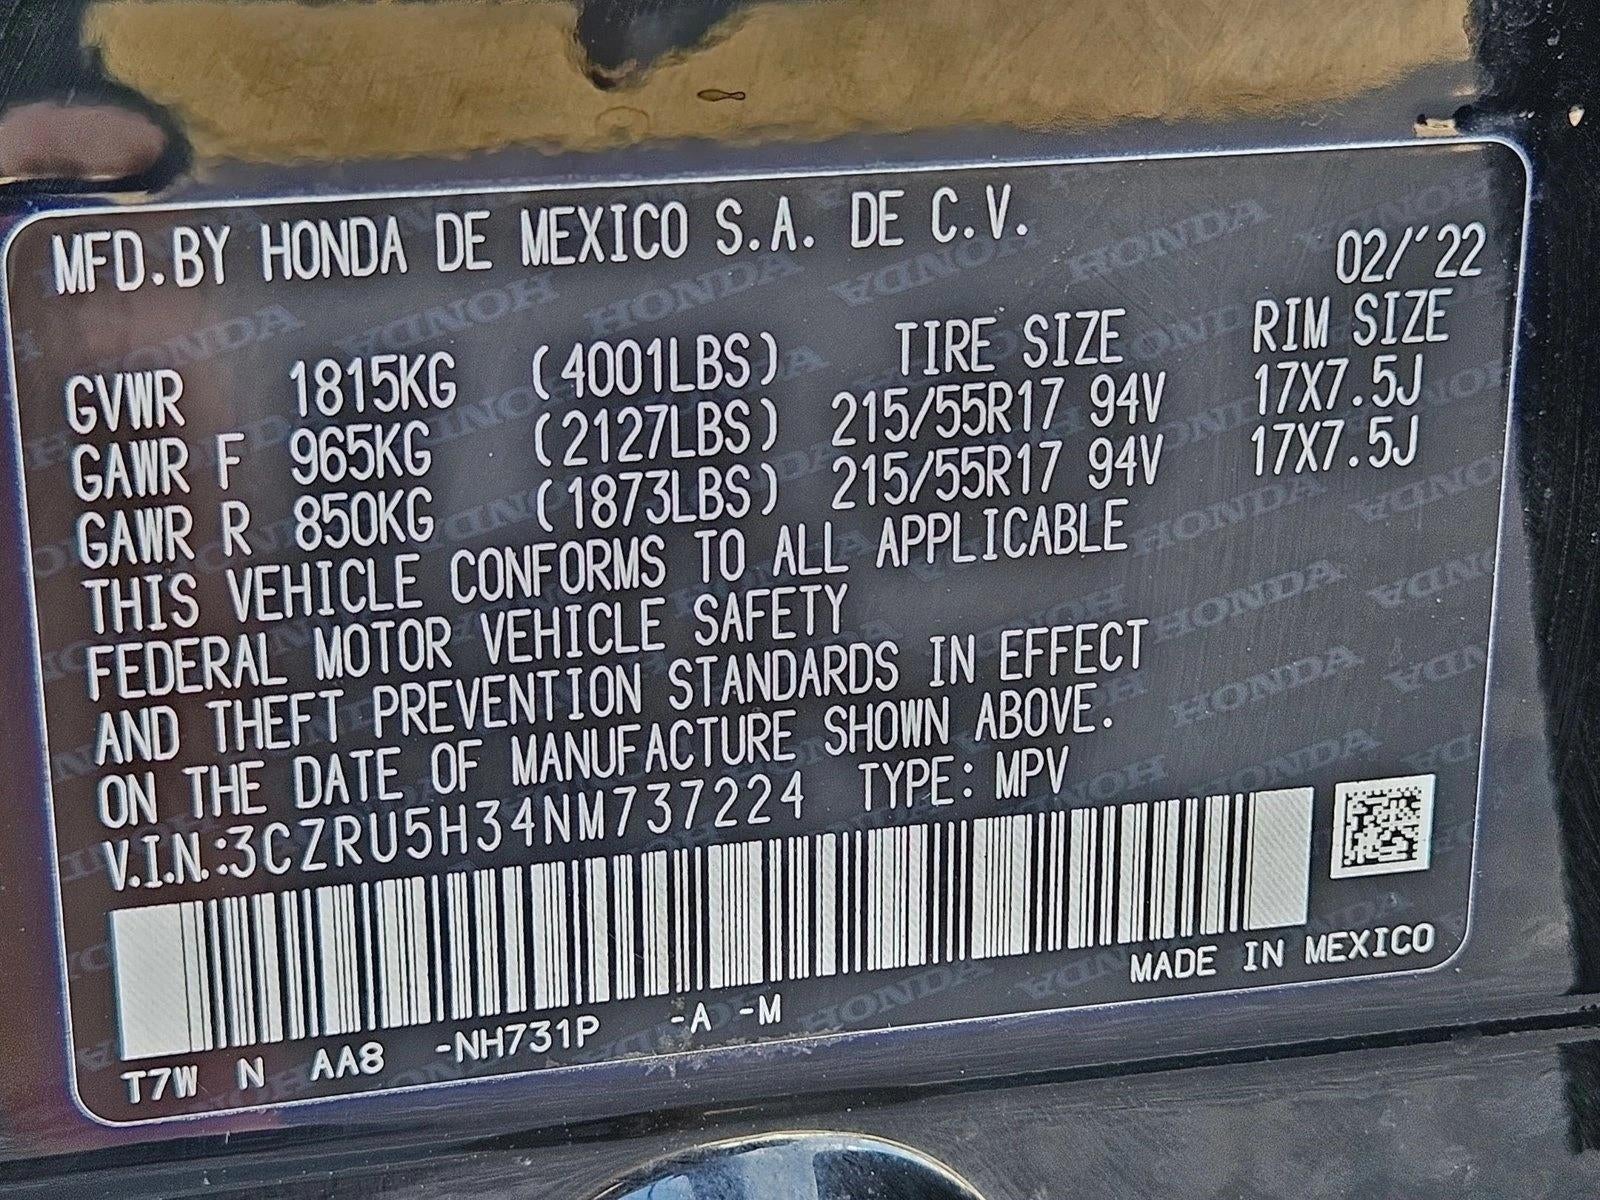 MFD.BY HONDA DE MEXICO S.A. DE C.V.
02/'22
GVWR 1815KG (4001LBS) TIRE SIZE RIM SIZE
GAWR F 965KG (2127LBS) 215/55R17 94V 17X7.5J
GAWR R 850KG (1873LBS) 215/55R17 94V 17X7.5J
THIS VEHICLE CONFORMS TO ALL APPLICABLE
FEDERAL MOTOR VEHICLE SAFETY
AND THEFT PREVENTION STANDARDS IN EFFECT
ON THE DATE OF MANUFACTURE SHOWN ABOVE.
V.I.N.:3CZRU5H34NM737224 TYPE: MPV
MADE IN MEXICO
T7W N AA8 -NH731P -A -M